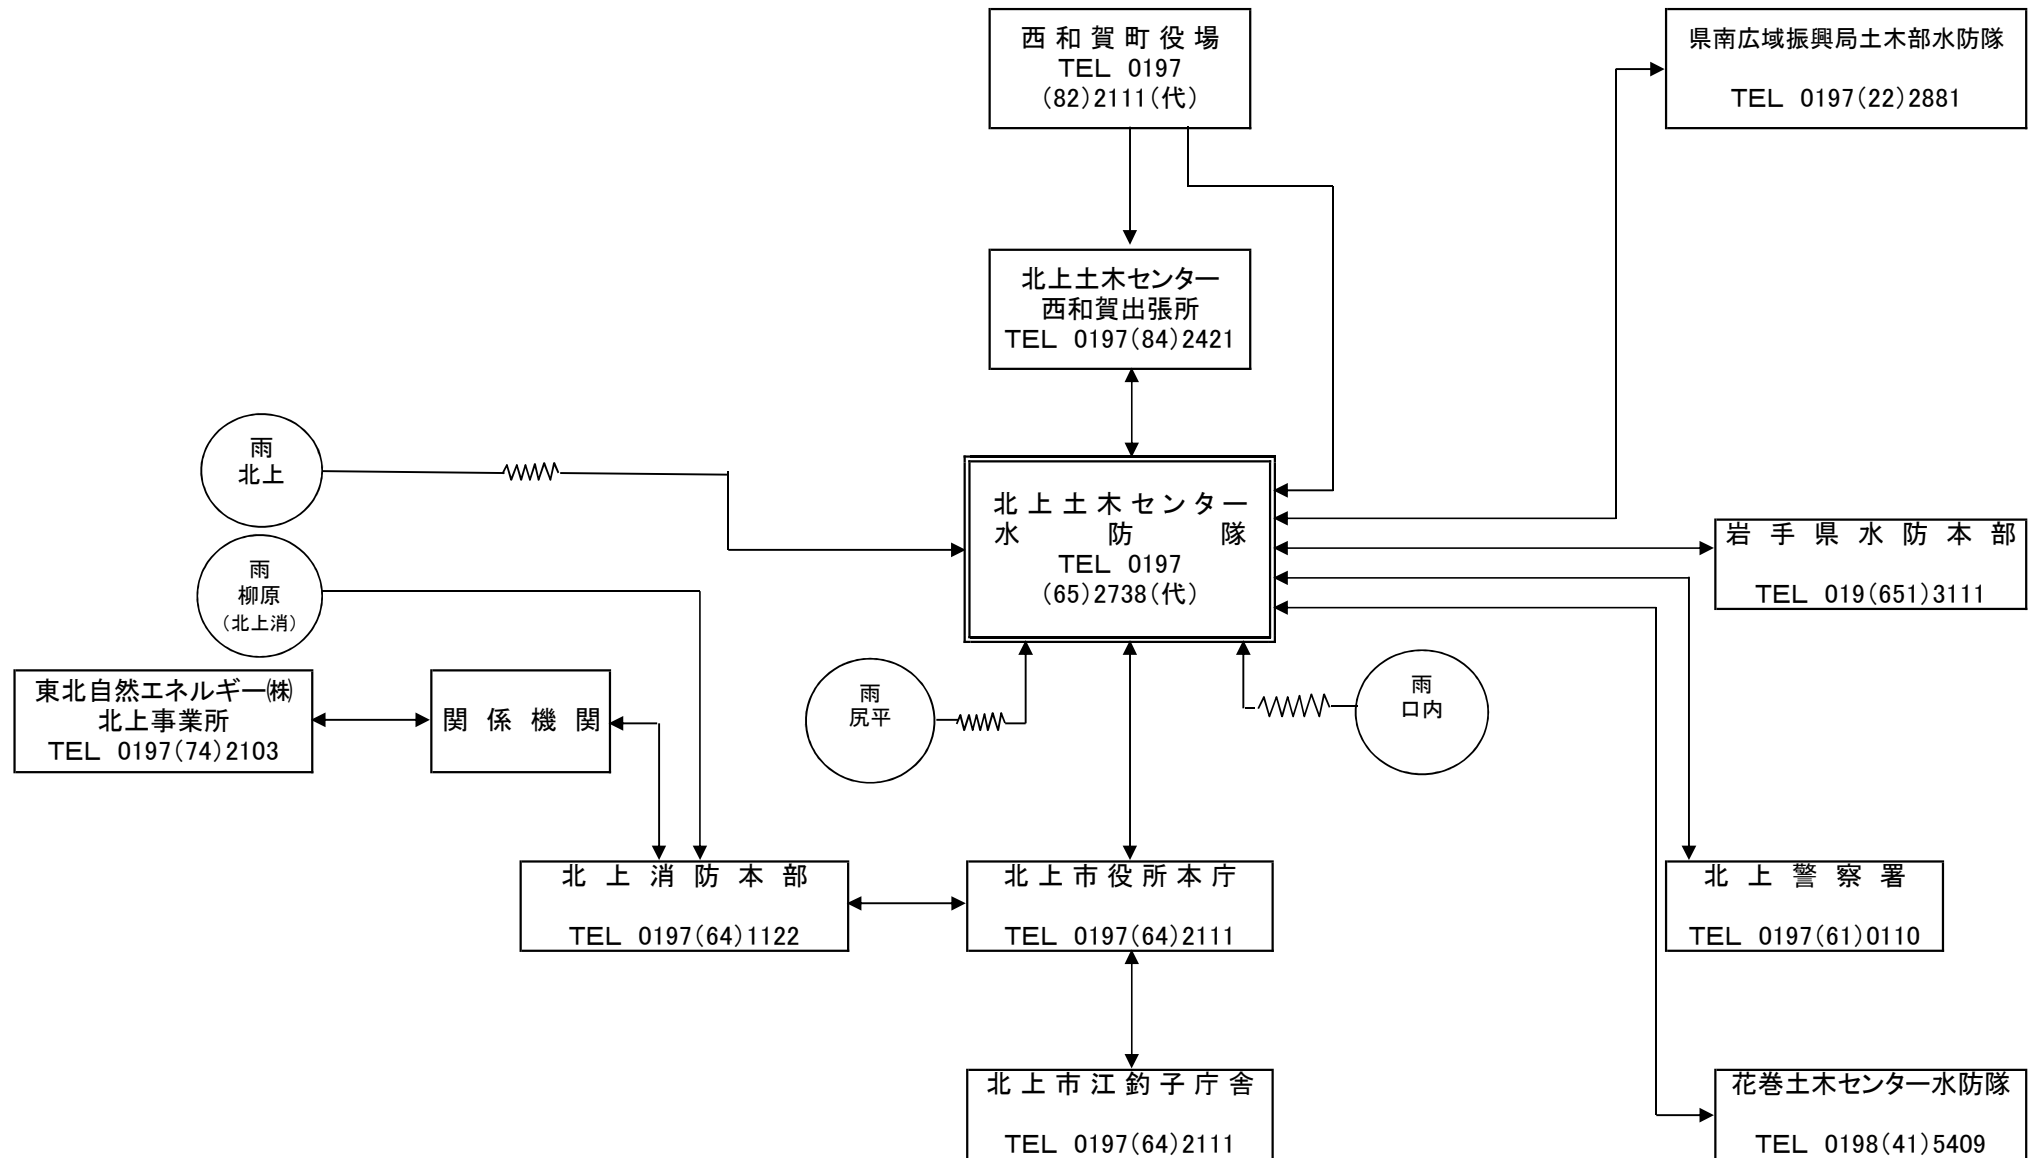 西和賀町役場
TEL 0197
(82)2111(代)
県南広域振興局土木部水防隊
TEL 0197(22)2881
北上土木センター
西和賀出張所
TEL 0197(84)2421
雨
北上
北上土木センター
水防隊
TEL 0197
(65)2738(代)
岩手県水防本部
TEL 019(651)3111
雨
柳原
(北上消)
東北自然エネルギー㈱
北上事業所
TEL 0197(74)2103
関係機関
雨
尻平
雨
口内
北上消防本部
TEL 0197(64)1122
北上市役所本庁
TEL 0197(64)2111
北上警察署
TEL 0197(61)0110
北上市江釣子庁舎
TEL 0197(64)2111
花巻土木センター水防隊
TEL 0198(41)5409